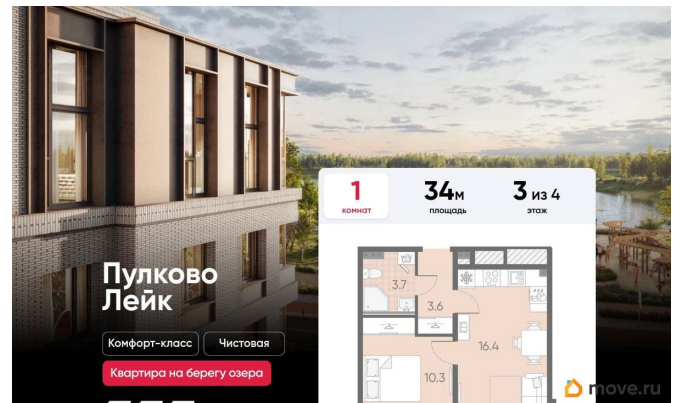 1
комнат
34м
площадь
3 из 4
этаж
Пулково
Лейк
Комфорт-класс
Чистовая
Квартира на берегу озера
3.7
3.6
16.4
10.3
move.ru